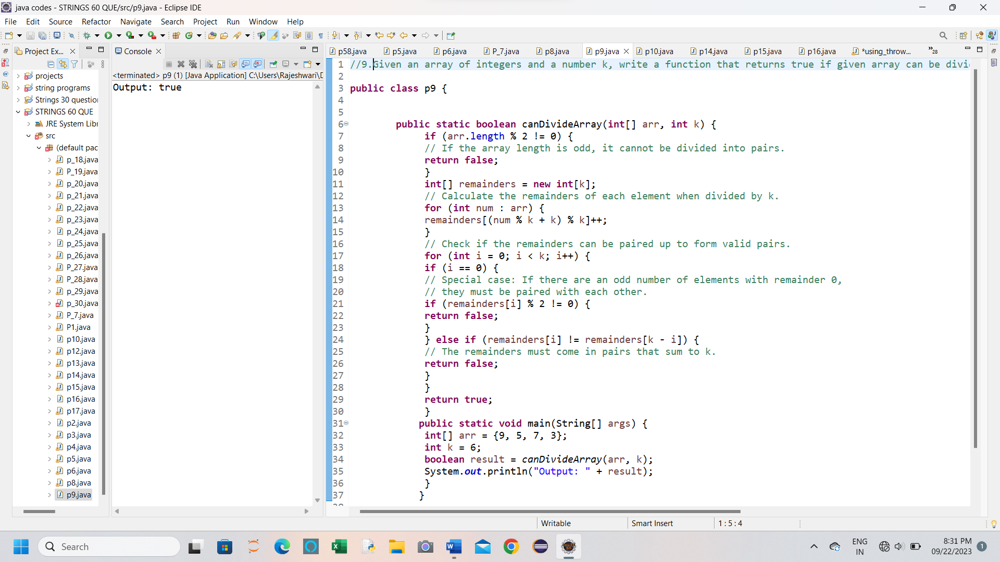 java codes - STRINGS 60 QUE/src/p9.java - Eclipse IDE
File Edit Source Refactor Navigate Search Project Run Window Help
Project Ex...
projects
string programs
Strings 30 question
STRINGS 60 QUE
JRE System Libr
src
(default pac
p_18.java
P_19.java
p_20.java
p_21.java
p_22.java
p_23.java
p_24.java
p_25.java
p_26.java
P_27.java
P_28.java
p_29.java
p_30.java
P_7.java
P1.java
p10.java
p12.java
p13.java
p14.java
p15.java
p16.java
p17.java
p2.java
p3.java
p4.java
p5.java
p6.java
p8.java
p9.java
Console
<terminated> p9 (1) [Java Application] C:\Users\Rajeshwari\D
Output: true
p58.java p5.java p6.java P_7.java p8.java p9.java p10.java p14.java p15.java p16.java *using_throw... »28
1 //9.Given an array of integers and a number k, write a function that returns true if given array can be divi
2
3 public class p9 {
4
5
6 public static boolean canDivideArray(int[] arr, int k) {
7 if (arr.length % 2 != 0) {
8 // If the array length is odd, it cannot be divided into pairs.
9 return false;
10 }
11 int[] remainders = new int[k];
12 // Calculate the remainders of each element when divided by k.
13 for (int num : arr) {
14 remainders[(num % k + k) % k]++;
15 }
16 // Check if the remainders can be paired up to form valid pairs.
17 for (int i = 0; i < k; i++) {
18 if (i == 0) {
19 // Special case: If there are an odd number of elements with remainder 0,
20 // they must be paired with each other.
21 if (remainders[i] % 2 != 0) {
22 return false;
23 }
24 } else if (remainders[i] != remainders[k - i]) {
25 // The remainders must come in pairs that sum to k.
26 return false;
27 }
28 }
29 return true;
30 }
31 public static void main(String[] args) {
32 int[] arr = {9, 5, 7, 3};
33 int k = 6;
34 boolean result = canDivideArray(arr, k);
35 System.out.println("Output: " + result);
36 }
37 }
Writable Smart Insert 1 : 5 : 4
Search
ENG
IN
8:31 PM
09/22/2023
1